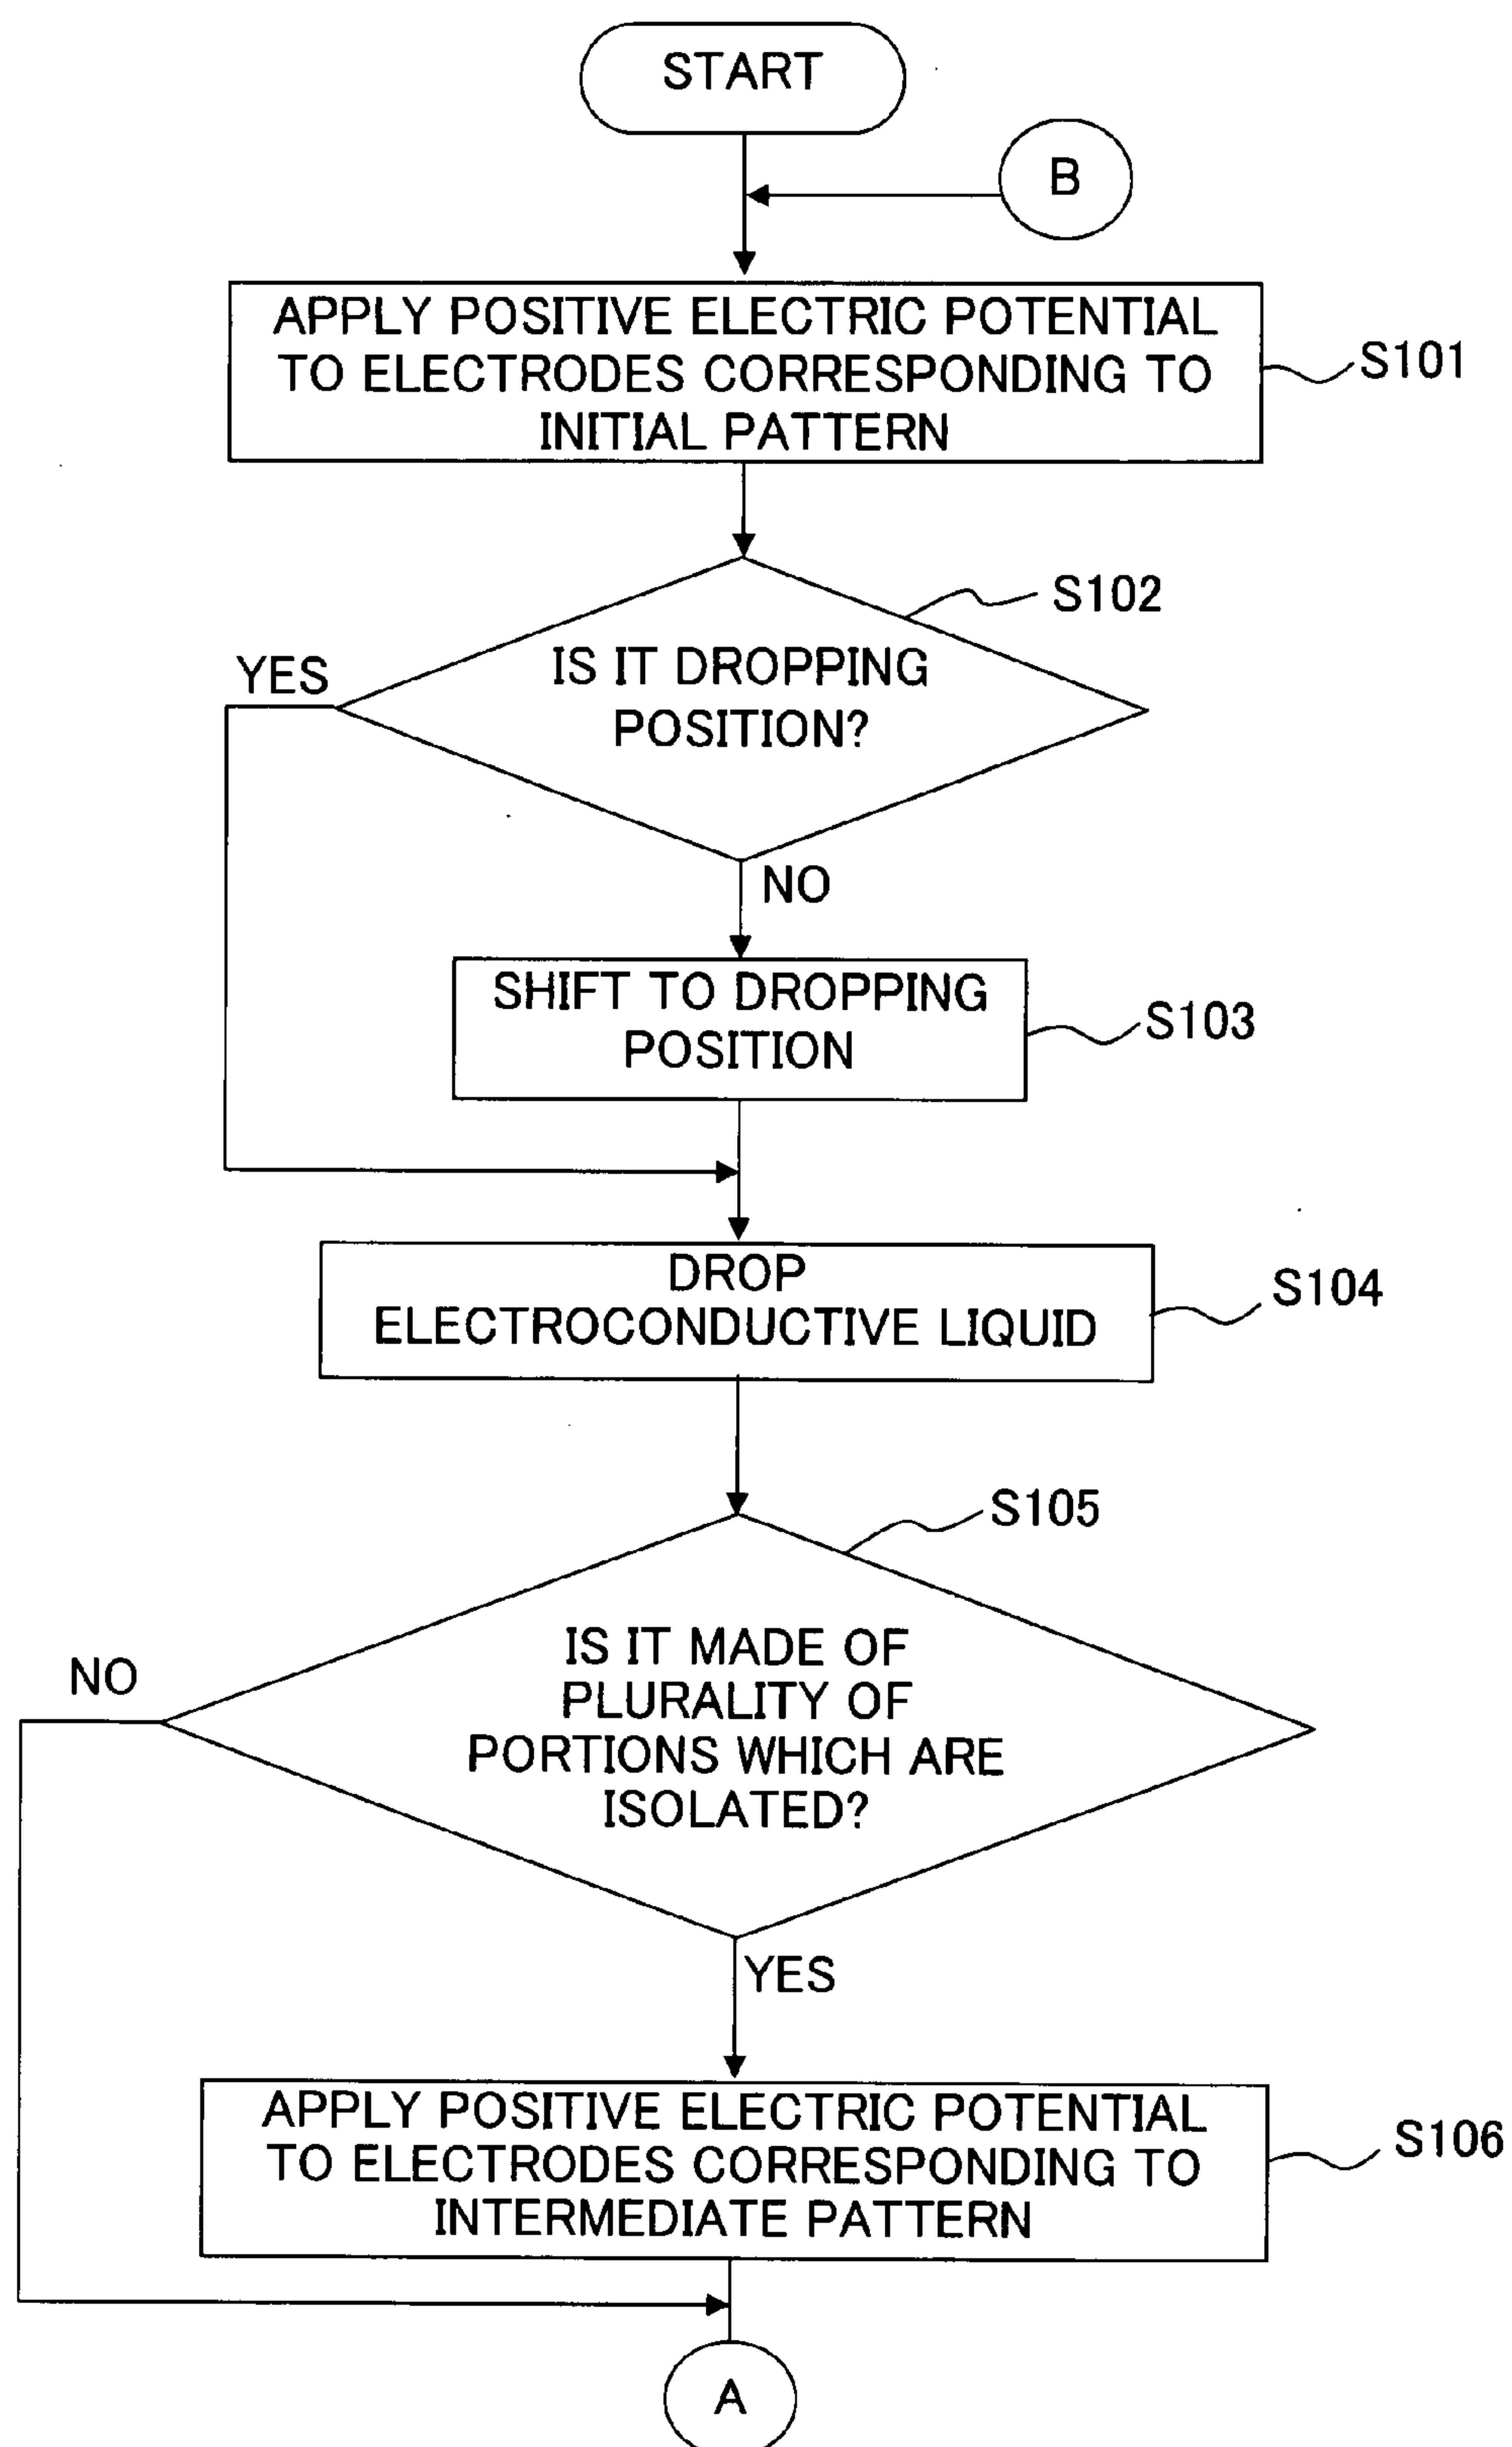 START
B
APPLY POSITIVE ELECTRIC POTENTIAL
TO ELECTRODES CORRESPONDING TO
INITIAL PATTERN
S101
S102
IS IT DROPPING
POSITION?
YES
NO
SHIFT TO DROPPING
POSITION
S103
DROP
ELECTROCONDUCTIVE LIQUID
S104
S105
IS IT MADE OF
PLURALITY OF
PORTIONS WHICH ARE
ISOLATED?
NO
YES
APPLY POSITIVE ELECTRIC POTENTIAL
TO ELECTRODES CORRESPONDING TO
INTERMEDIATE PATTERN
S106
A